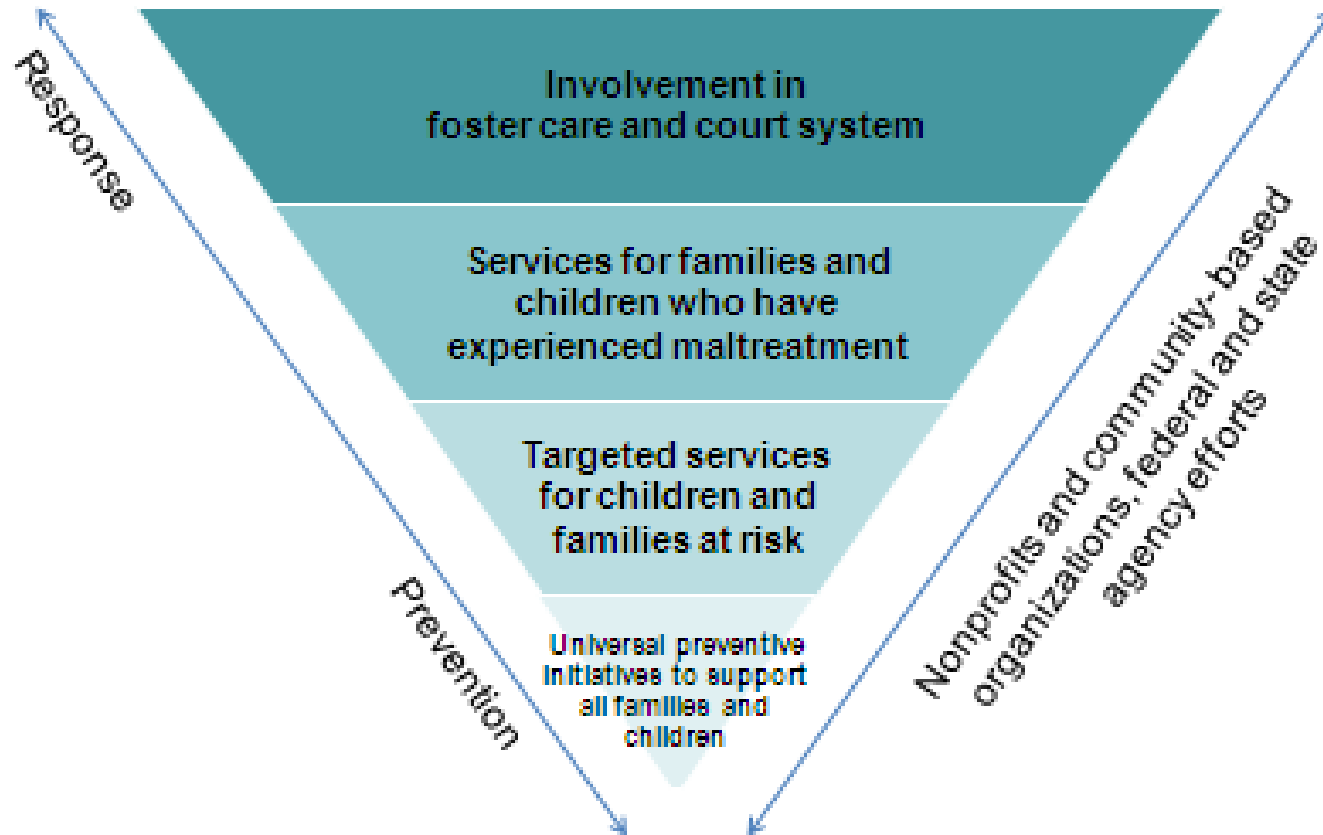 Response
Involvement in
foster care and court system
Services for families and
children who have
experienced maltreatment
Targeted services
for children and
families at risk
Prevention
Universal preventive
initiatives to support
all families and
children
Nonprofits and community- based
organizations, federal and state
agency efforts